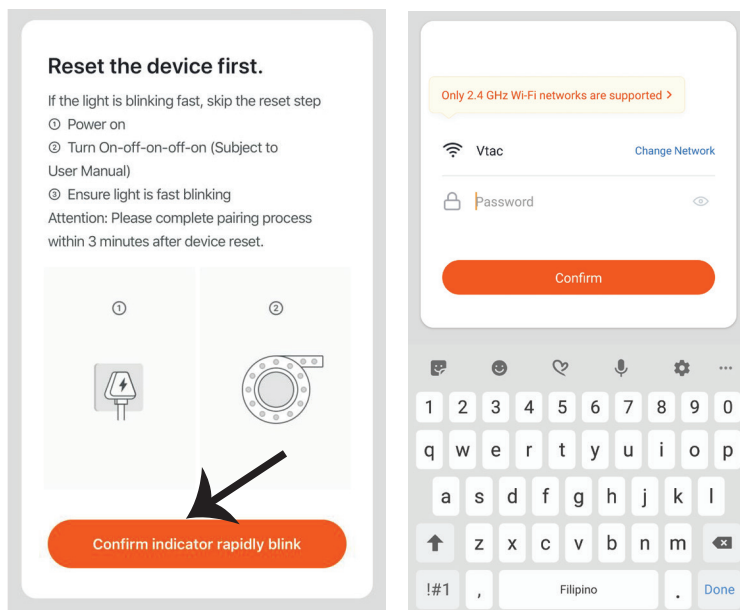 Reset the device first.
If the light is blinking fast, skip the reset step
① Power on
② Turn On-off-on-off-on (Subject to
User Manual)
③ Ensure light is fast blinking
Attention: Please complete pairing process
within 3 minutes after device reset.
① ②
Confirm indicator rapidly blink
Only 2.4 GHz Wi-Fi networks are supported >
Vtac Change Network
Password
Confirm
1 2 3 4 5 6 7 8 9 0
q w e r t y u i o p
a s d f g h j k l
z x c v b n m
!#1 , Filipino . Done